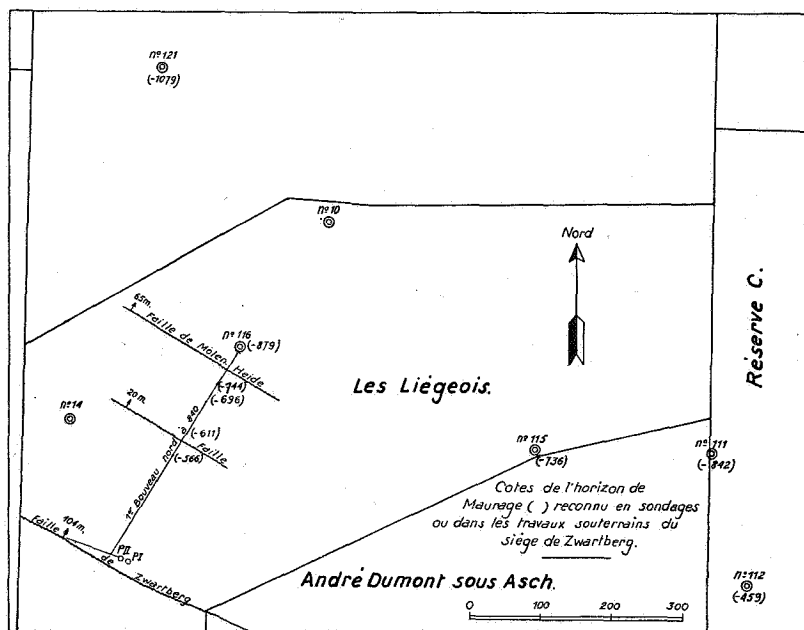 nº 121
(-1079)
nº 10
Nord
Réserve C.
65m.
Faille de Molen Heide
nº 116
(-879)
(-744)
(-696)
Les Liégeois.
20m.
nº 14
à 840
(-611)
Faille
(-566)
1er Bouveau nord
nº 115
(-736)
nº 111
(-842)
Cotes de l'horizon de
Maurage ( ) reconnu en sondages
ou dans les travaux souterrains du
siège de Zwartberg.
Faille
104m.
PII
PI
de Zwartberg
André Dumont sous Asch.
nº 112
(-459)
0 100 200 300